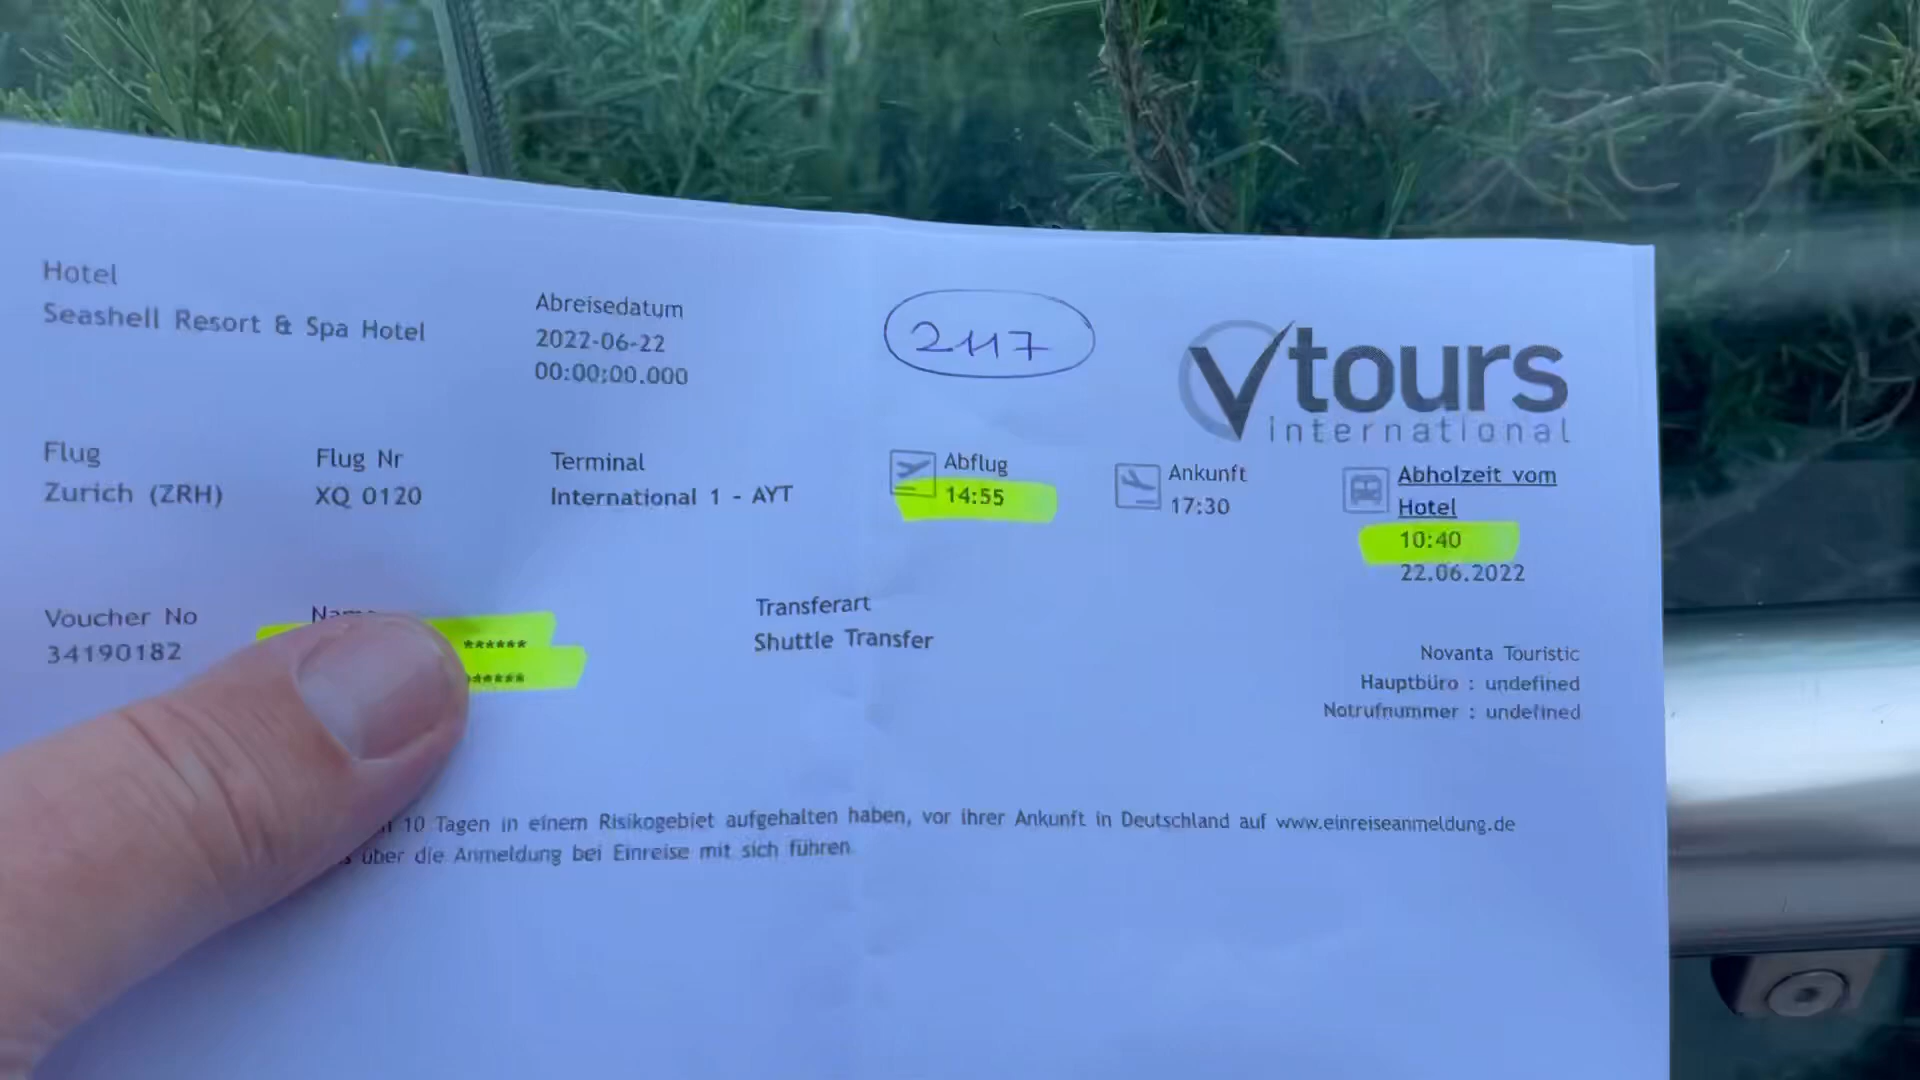 Hotel
Seashell Resort & Spa Hotel
Abreisedatum
2022-06-22
00:00:00.000
2117
Vtours
international
Flug
Zurich (ZRH)
Flug Nr
XQ 0120
Terminal
International 1 - AYT
Abflug
14:55
Ankunft
17:30
Abholzeit vom
Hotel
10:40
22.06.2022
Voucher No
34190182
Name
******
******
Transferart
Shuttle Transfer
Novanta Touristic
Hauptbüro : undefined
Notrufnummer : undefined
10 Tagen in einem Risikogebiet aufgehalten haben, vor ihrer Ankunft in Deutschland auf www.einreiseanmeldung.de
über die Anmeldung bei Einreise mit sich führen